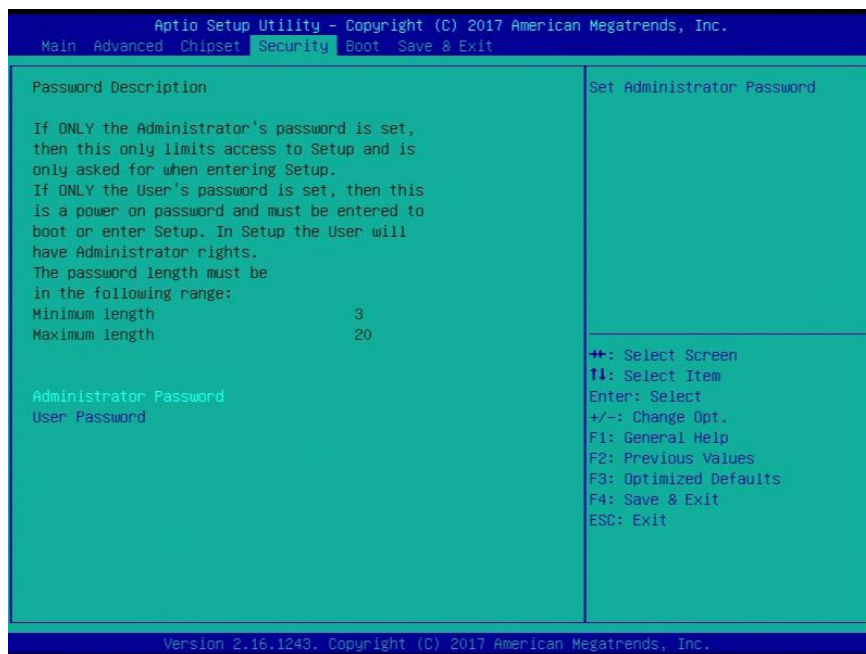 Aptio Setup Utility – Copyright (C) 2017 American Megatrends, Inc.
Main Advanced Chipset Security Boot Save & Exit
Password Description
If ONLY the Administrator's password is set,
then this only limits access to Setup and is
only asked for when entering Setup.
If ONLY the User's password is set, then this
is a power on password and must be entered to
boot or enter Setup. In Setup the User will
have Administrator rights.
The password length must be
in the following range:
Minimum length 3
Maximum length 20
Administrator Password
User Password
Set Administrator Password
→←: Select Screen
↑↓: Select Item
Enter: Select
+/-: Change Opt.
F1: General Help
F2: Previous Values
F3: Optimized Defaults
F4: Save & Exit
ESC: Exit
Version 2.16.1243. Copyright (C) 2017 American Megatrends, Inc.